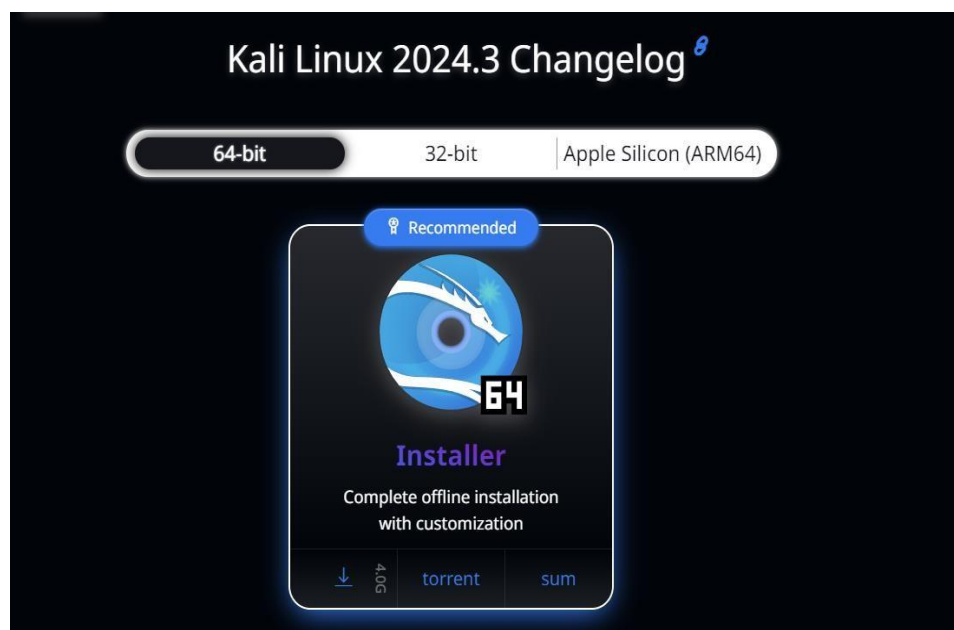 Kali Linux 2024.3 Changelog
64-bit
32-bit
Apple Silicon (ARM64)
Recommended
64
Installer
Complete offline installation
with customization
4.0G
torrent
sum